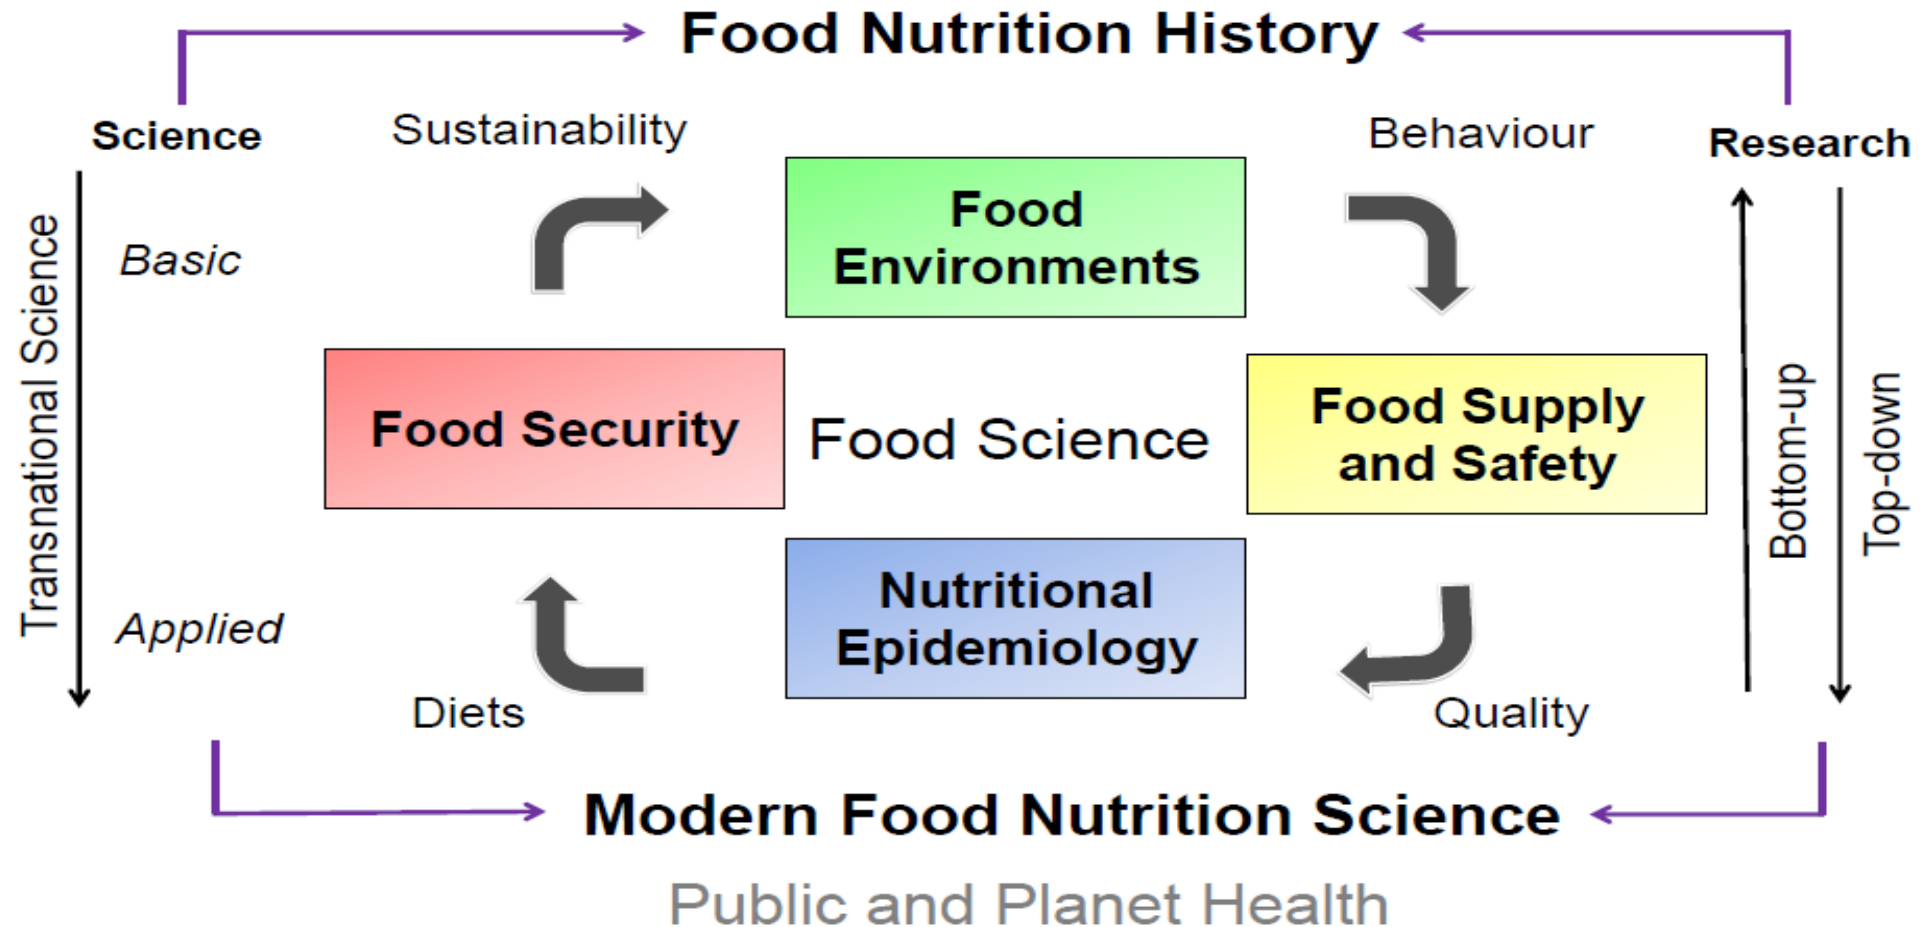 Food Nutrition History
Science
Sustainability
Behaviour
Research
Food
Environments
Transnational Science
Basic
Food Security
Food Science
Food Supply
and Safety
Bottom-up
Top-down
Nutritional
Epidemiology
Applied
Diets
Quality
Modern Food Nutrition Science
Public and Planet Health